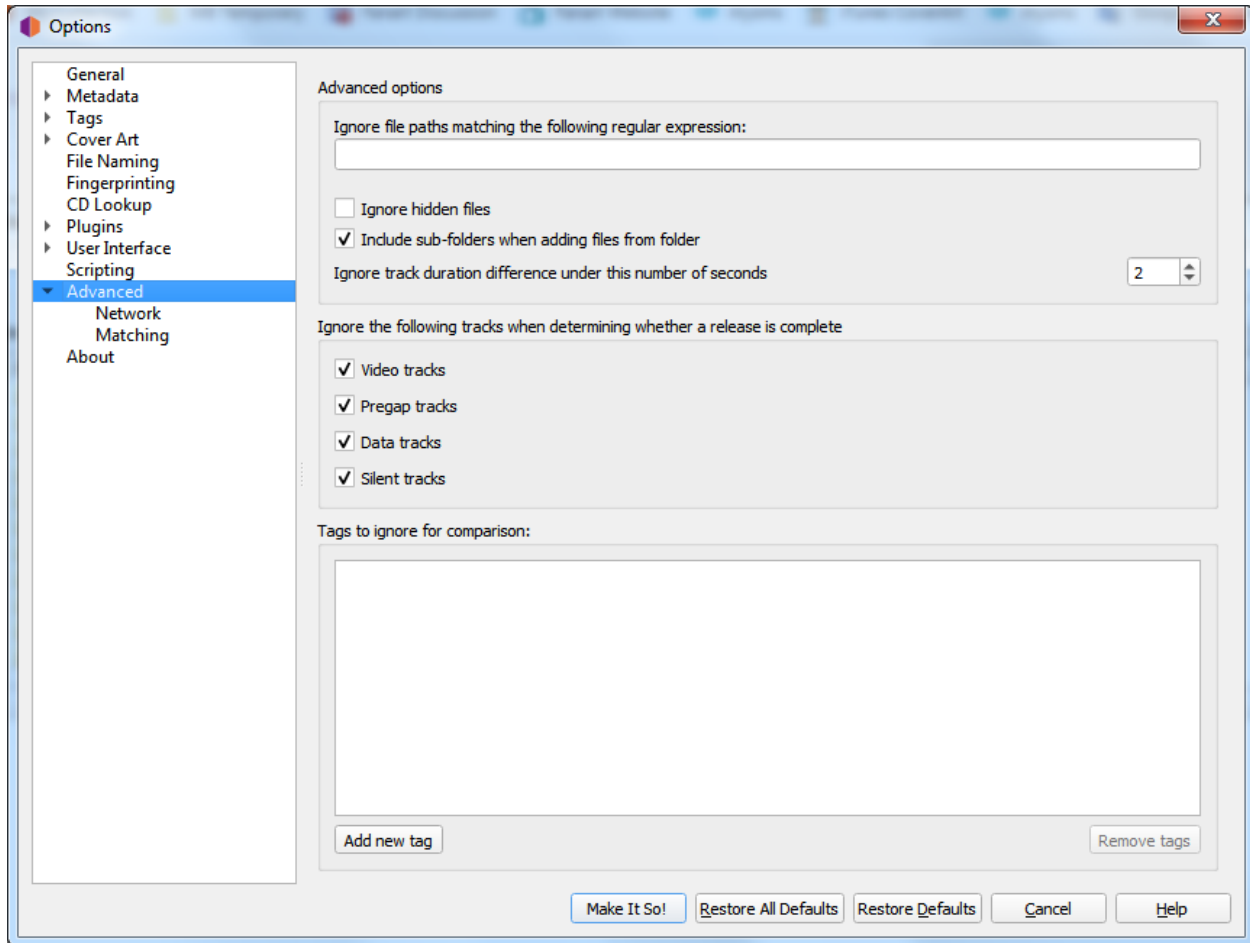 Options
General
Metadata
Tags
Cover Art
File Naming
Fingerprinting
CD Lookup
Plugins
User Interface
Scripting
Advanced
Network
Matching
About
Advanced options
Ignore file paths matching the following regular expression:
Ignore hidden files
Include sub-folders when adding files from folder
Ignore track duration difference under this number of seconds 2
Ignore the following tracks when determining whether a release is complete
Video tracks
Pregap tracks
Data tracks
Silent tracks
Tags to ignore for comparison:
Add new tag Remove tags
Make It So! Restore All Defaults Restore Defaults Cancel Help